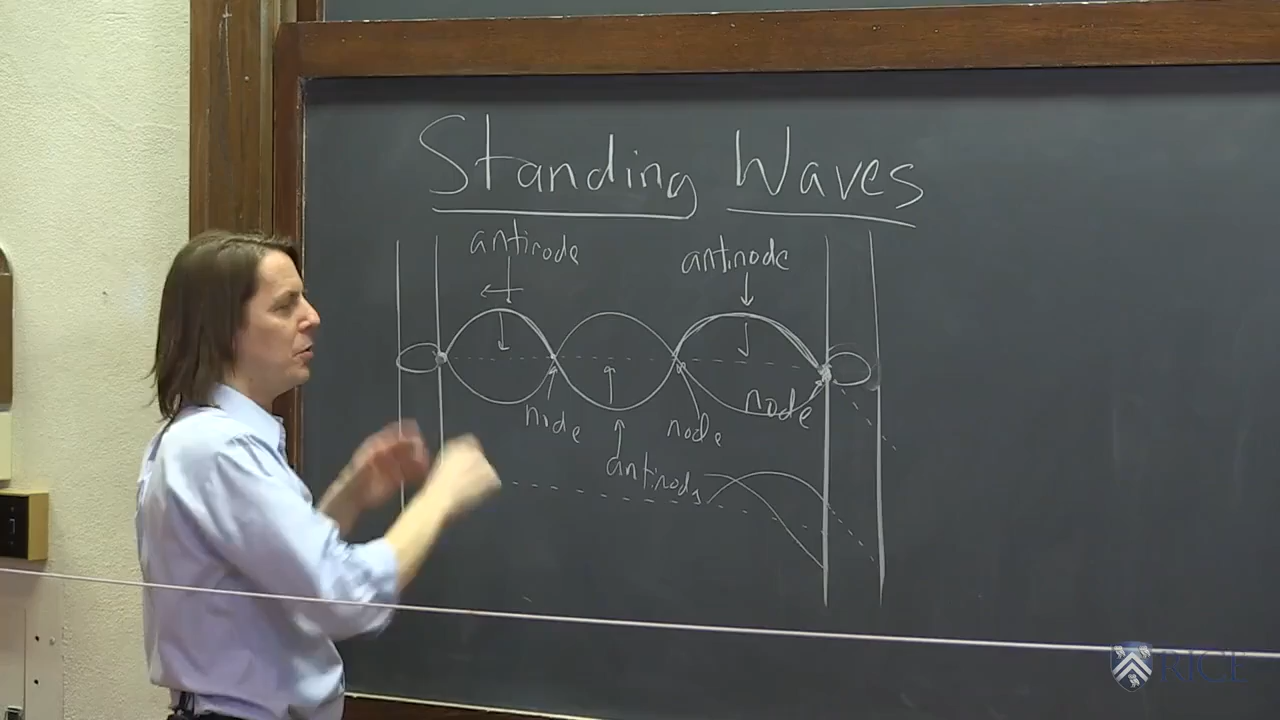 Standing Waves
antinode antinode
node node node
antinode
RICE